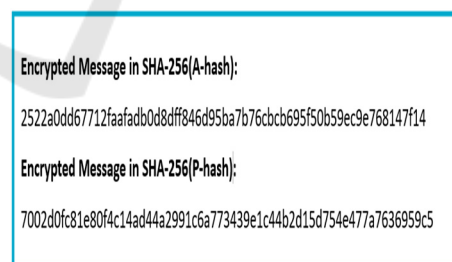 Encrypted Message in SHA-256(A-hash):
2522a0dd67712faafadb0d8dff846d95ba7b76cbcb695f50b59ec9e768147f14
Encrypted Message in SHA-256(P-hash):
7002d0fc81e80f4c14ad44a2991c6a773439e1c44b2d15d754e477a7636959c5